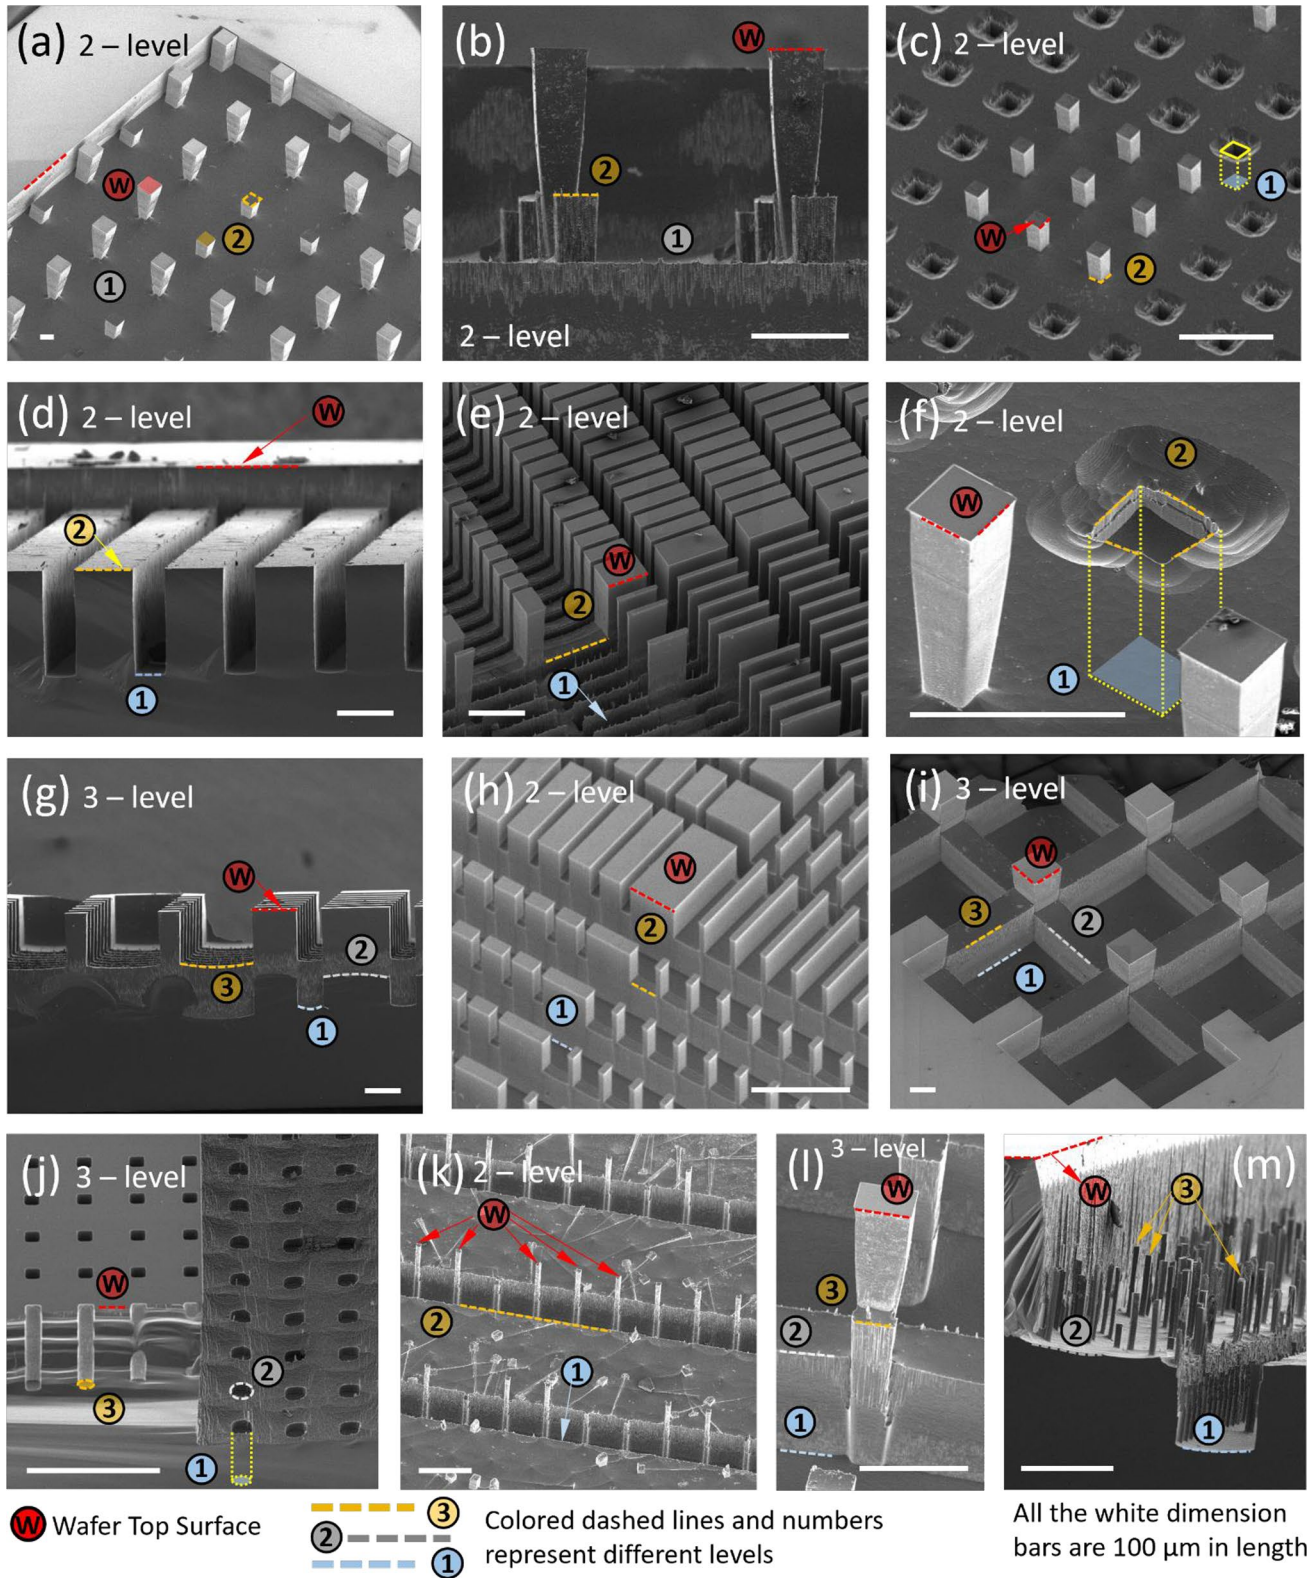 (a) 2 – level
W
2
1
(b)
W
2
1
2 – level
(c) 2 – level
1
W
2
(d) 2 – level
W
2
1
(e) 2 – level
W
2
1
(f) 2 – level
W
2
1
(g) 3 – level
W
2
3
1
(h) 2 – level
W
2
1
(i) 3 – level
W
3
2
1
(j) 3 – level
W
2
3
1
(k) 2 – level
W
2
1
(l) 3 – level
W
3
2
1
(m)
W
3
2
1
W Wafer Top Surface
3
2
1
Colored dashed lines and numbers
represent different levels
All the white dimension
bars are 100 μm in length